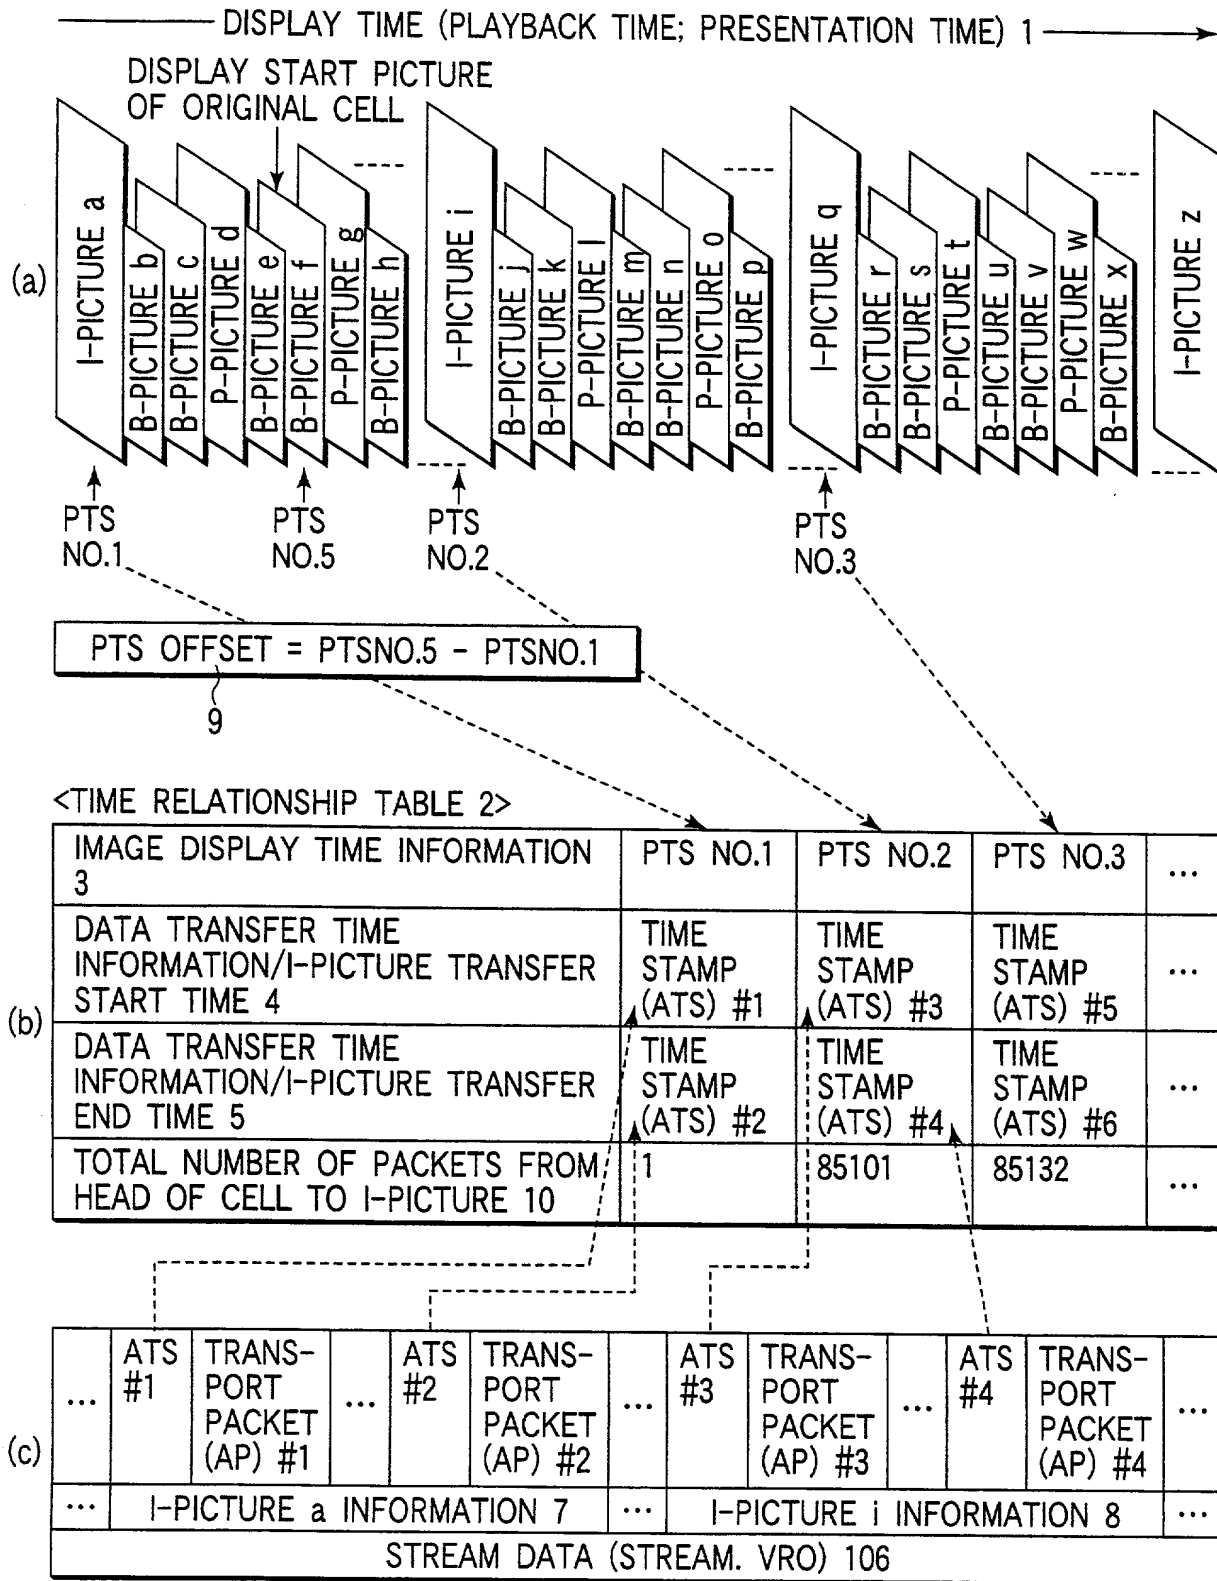 DISPLAY TIME (PLAYBACK TIME; PRESENTATION TIME) 1
DISPLAY START PICTURE
OF ORIGINAL CELL
(a)
I-PICTURE a
B-PICTURE b
B-PICTURE c
P-PICTURE d
B-PICTURE e
B-PICTURE f
P-PICTURE g
B-PICTURE h
I-PICTURE i
B-PICTURE j
B-PICTURE k
P-PICTURE l
B-PICTURE m
B-PICTURE n
P-PICTURE o
B-PICTURE p
I-PICTURE q
B-PICTURE r
B-PICTURE s
P-PICTURE t
B-PICTURE u
B-PICTURE v
P-PICTURE w
B-PICTURE x
I-PICTURE z
PTS
NO.1
PTS
NO.5
PTS
NO.2
PTS
NO.3
PTS OFFSET = PTSNO.5 - PTSNO.1
9
<TIME RELATIONSHIP TABLE 2>
(b)
IMAGE DISPLAY TIME INFORMATION
3
PTS NO.1
PTS NO.2
PTS NO.3
...
DATA TRANSFER TIME
INFORMATION/I-PICTURE TRANSFER
START TIME 4
TIME
STAMP
(ATS) #1
TIME
STAMP
(ATS) #3
TIME
STAMP
(ATS) #5
...
DATA TRANSFER TIME
INFORMATION/I-PICTURE TRANSFER
END TIME 5
TIME
STAMP
(ATS) #2
TIME
STAMP
(ATS) #4
TIME
STAMP
(ATS) #6
...
TOTAL NUMBER OF PACKETS FROM
HEAD OF CELL TO I-PICTURE 10
1
85101
85132
...
(c)
...
ATS
#1
TRANS-
PORT
PACKET
(AP) #1
...
ATS
#2
TRANS-
PORT
PACKET
(AP) #2
...
ATS
#3
TRANS-
PORT
PACKET
(AP) #3
...
ATS
#4
TRANS-
PORT
PACKET
(AP) #4
...
...
I-PICTURE a INFORMATION 7
...
I-PICTURE i INFORMATION 8
...
STREAM DATA (STREAM. VRO) 106